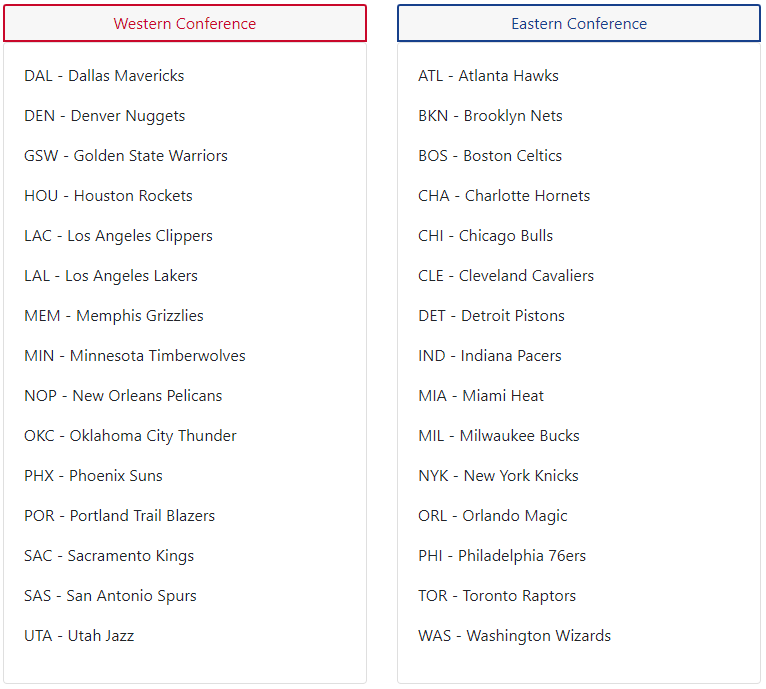 Western Conference
DAL - Dallas Mavericks
DEN - Denver Nuggets
GSW - Golden State Warriors
HOU - Houston Rockets
LAC - Los Angeles Clippers
LAL - Los Angeles Lakers
MEM - Memphis Grizzlies
MIN - Minnesota Timberwolves
NOP - New Orleans Pelicans
OKC - Oklahoma City Thunder
PHX - Phoenix Suns
POR - Portland Trail Blazers
SAC - Sacramento Kings
SAS - San Antonio Spurs
UTA - Utah Jazz
Eastern Conference
ATL - Atlanta Hawks
BKN - Brooklyn Nets
BOS - Boston Celtics
CHA - Charlotte Hornets
CHI - Chicago Bulls
CLE - Cleveland Cavaliers
DET - Detroit Pistons
IND - Indiana Pacers
MIA - Miami Heat
MIL - Milwaukee Bucks
NYK - New York Knicks
ORL - Orlando Magic
PHI - Philadelphia 76ers
TOR - Toronto Raptors
WAS - Washington Wizards